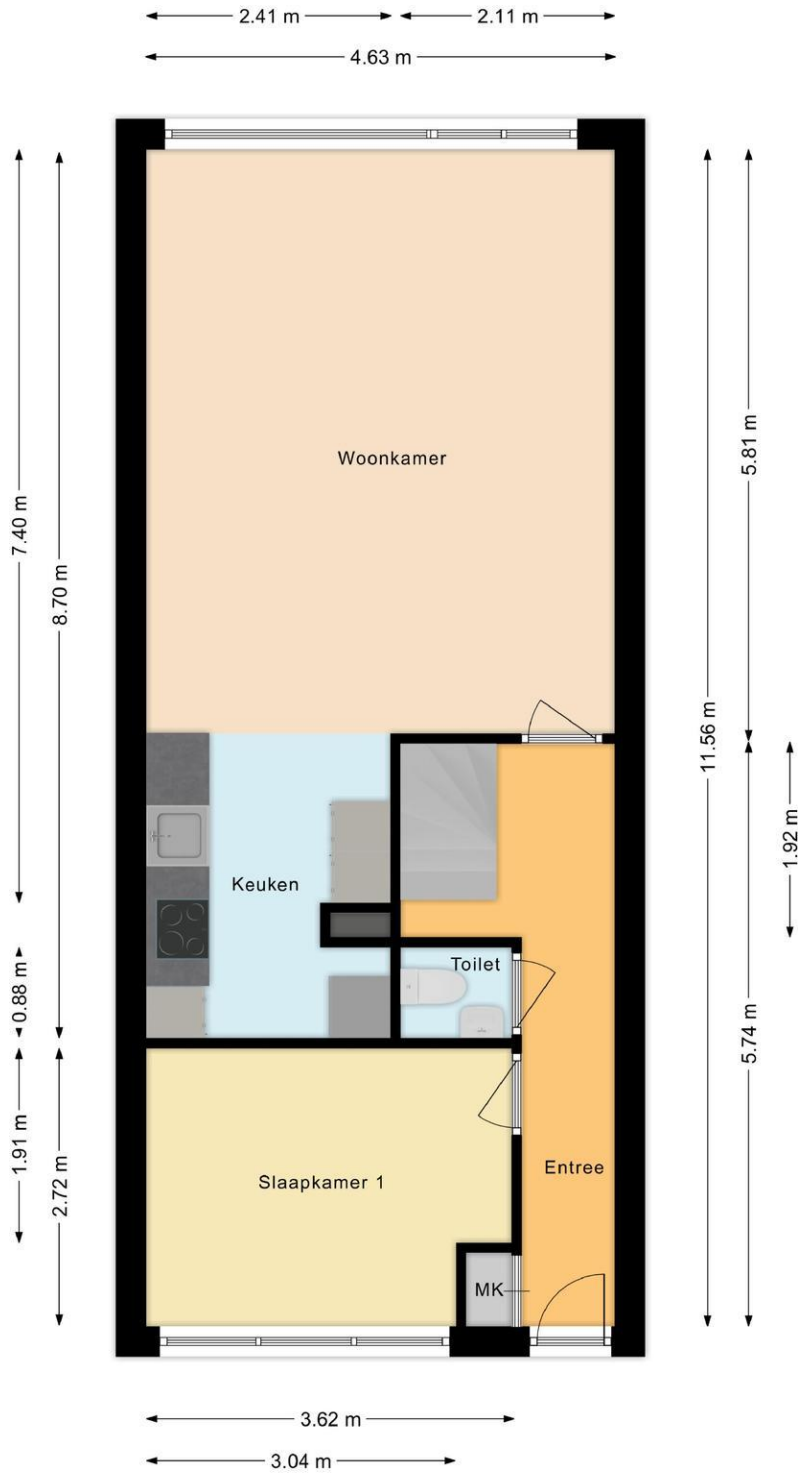 2.41 m
2.11 m
4.63 m
Woonkamer
5.81 m
7.40 m
8.70 m
11.56 m
1.92 m
Keuken
Toilet
0.88 m
5.74 m
1.91 m
2.72 m
Entree
Slaapkamer 1
MK
3.62 m
3.04 m